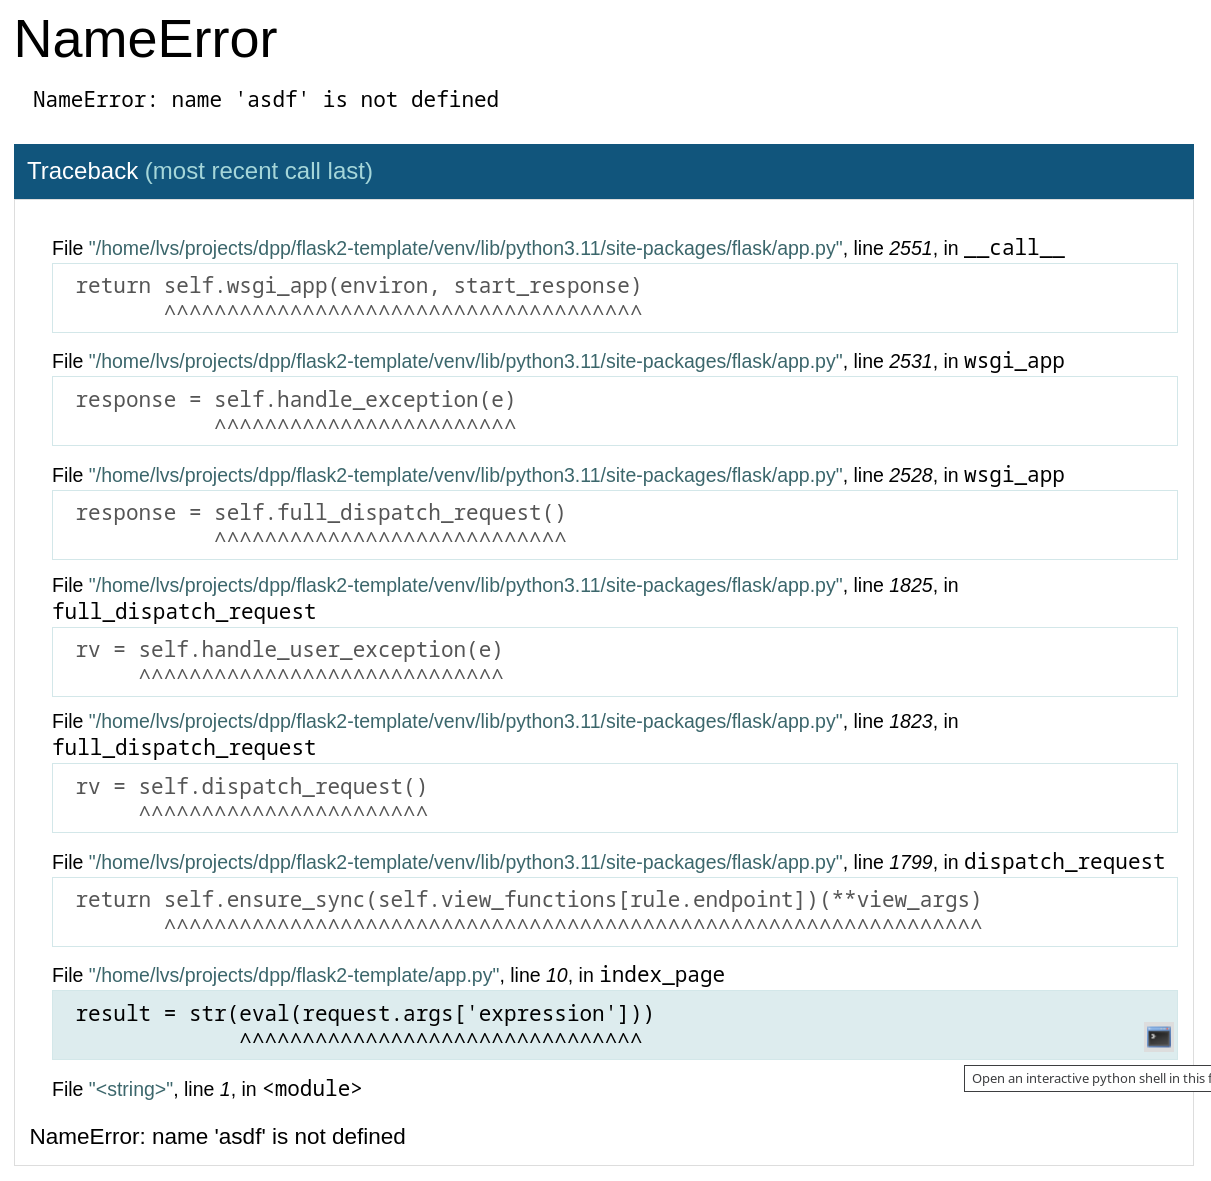 NameError
NameError: name 'asdf' is not defined
Traceback (most recent call last)
File "/home/lvs/projects/dpp/flask2-template/venv/lib/python3.11/site-packages/flask/app.py", line 2551, in __call__
return self.wsgi_app(environ, start_response)
^^^^^^^^^^^^^^^^^^^^^^^^^^^^^^^^^^^^^^
File "/home/lvs/projects/dpp/flask2-template/venv/lib/python3.11/site-packages/flask/app.py", line 2531, in wsgi_app
response = self.handle_exception(e)
^^^^^^^^^^^^^^^^^^^^^^^^
File "/home/lvs/projects/dpp/flask2-template/venv/lib/python3.11/site-packages/flask/app.py", line 2528, in wsgi_app
response = self.full_dispatch_request()
^^^^^^^^^^^^^^^^^^^^^^^^^^^^
File "/home/lvs/projects/dpp/flask2-template/venv/lib/python3.11/site-packages/flask/app.py", line 1825, in
full_dispatch_request
rv = self.handle_user_exception(e)
^^^^^^^^^^^^^^^^^^^^^^^^^^^^^
File "/home/lvs/projects/dpp/flask2-template/venv/lib/python3.11/site-packages/flask/app.py", line 1823, in
full_dispatch_request
rv = self.dispatch_request()
^^^^^^^^^^^^^^^^^^^^^^^
File "/home/lvs/projects/dpp/flask2-template/venv/lib/python3.11/site-packages/flask/app.py", line 1799, in dispatch_request
return self.ensure_sync(self.view_functions[rule.endpoint])(**view_args)
^^^^^^^^^^^^^^^^^^^^^^^^^^^^^^^^^^^^^^^^^^^^^^^^^^^^^^^^^^^^^^^^^
File "/home/lvs/projects/dpp/flask2-template/app.py", line 10, in index_page
result = str(eval(request.args['expression']))
^^^^^^^^^^^^^^^^^^^^^^^^^^^^^^^^
Open an interactive python shell in this f
File "<string>", line 1, in <module>
NameError: name 'asdf' is not defined